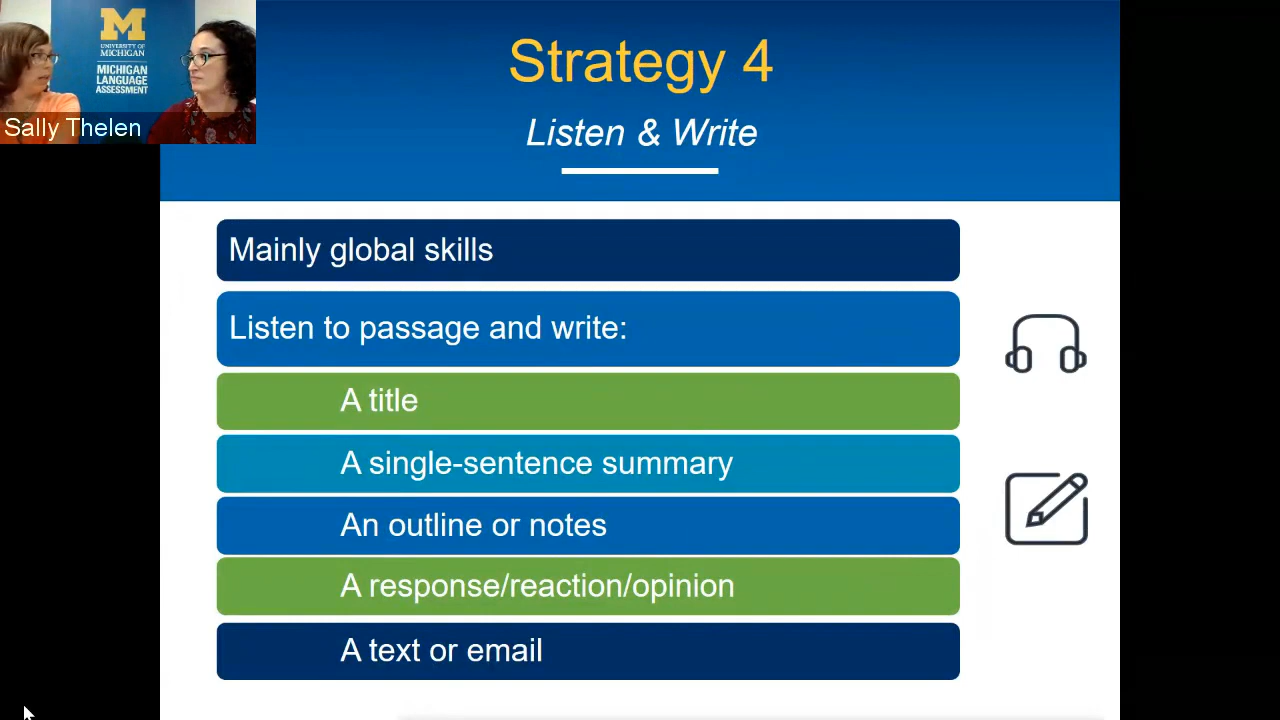 M
UNIVERSITY OF
MICHIGAN
MICHIGAN
LANGUAGE
ASSESSMENT
Sally Thelen
Strategy 4
Listen & Write
Mainly global skills
Listen to passage and write:
A title
A single-sentence summary
An outline or notes
A response/reaction/opinion
A text or email